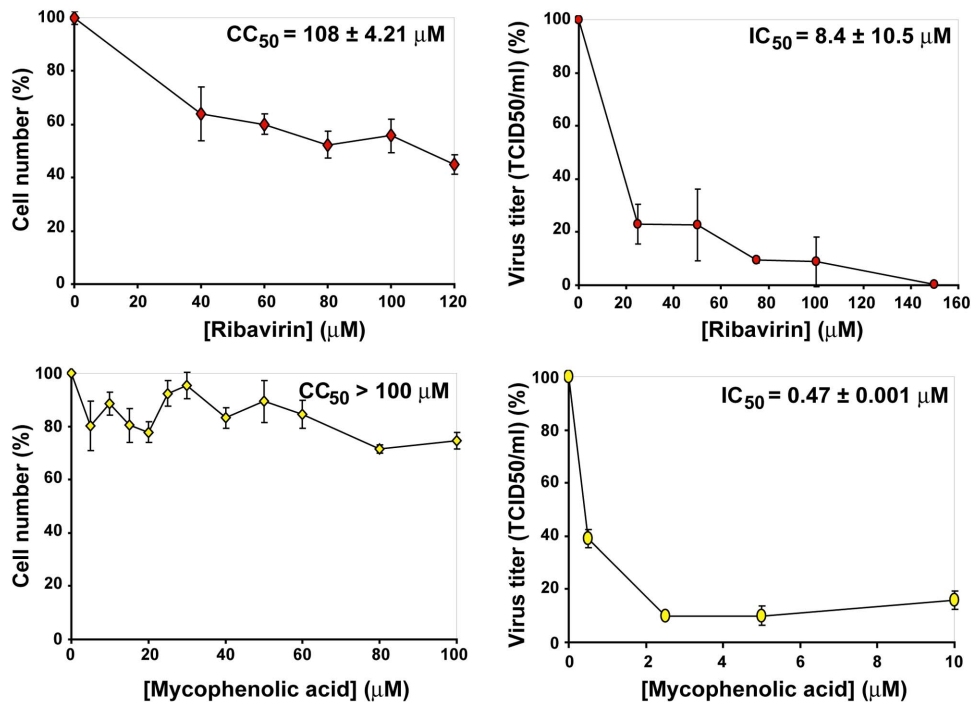 CC50 = 108 ± 4.21 μM
Cell number (%)
100
80
60
40
20
0
0 20 40 60 80 100 120
[Ribavirin] (μM)
IC50 = 8.4 ± 10.5 μM
Virus titer (TCID50/ml) (%)
100
80
60
40
20
0
0 20 40 60 80 100 120 140 160
[Ribavirin] (μM)
CC50 > 100 μM
Cell number (%)
100
80
60
40
20
0
0 20 40 60 80 100
[Mycophenolic acid] (μM)
IC50 = 0.47 ± 0.001 μM
Virus titer (TCID50/ml) (%)
100
80
60
40
20
0
0 2 4 6 8 10
[Mycophenolic acid] (μM)